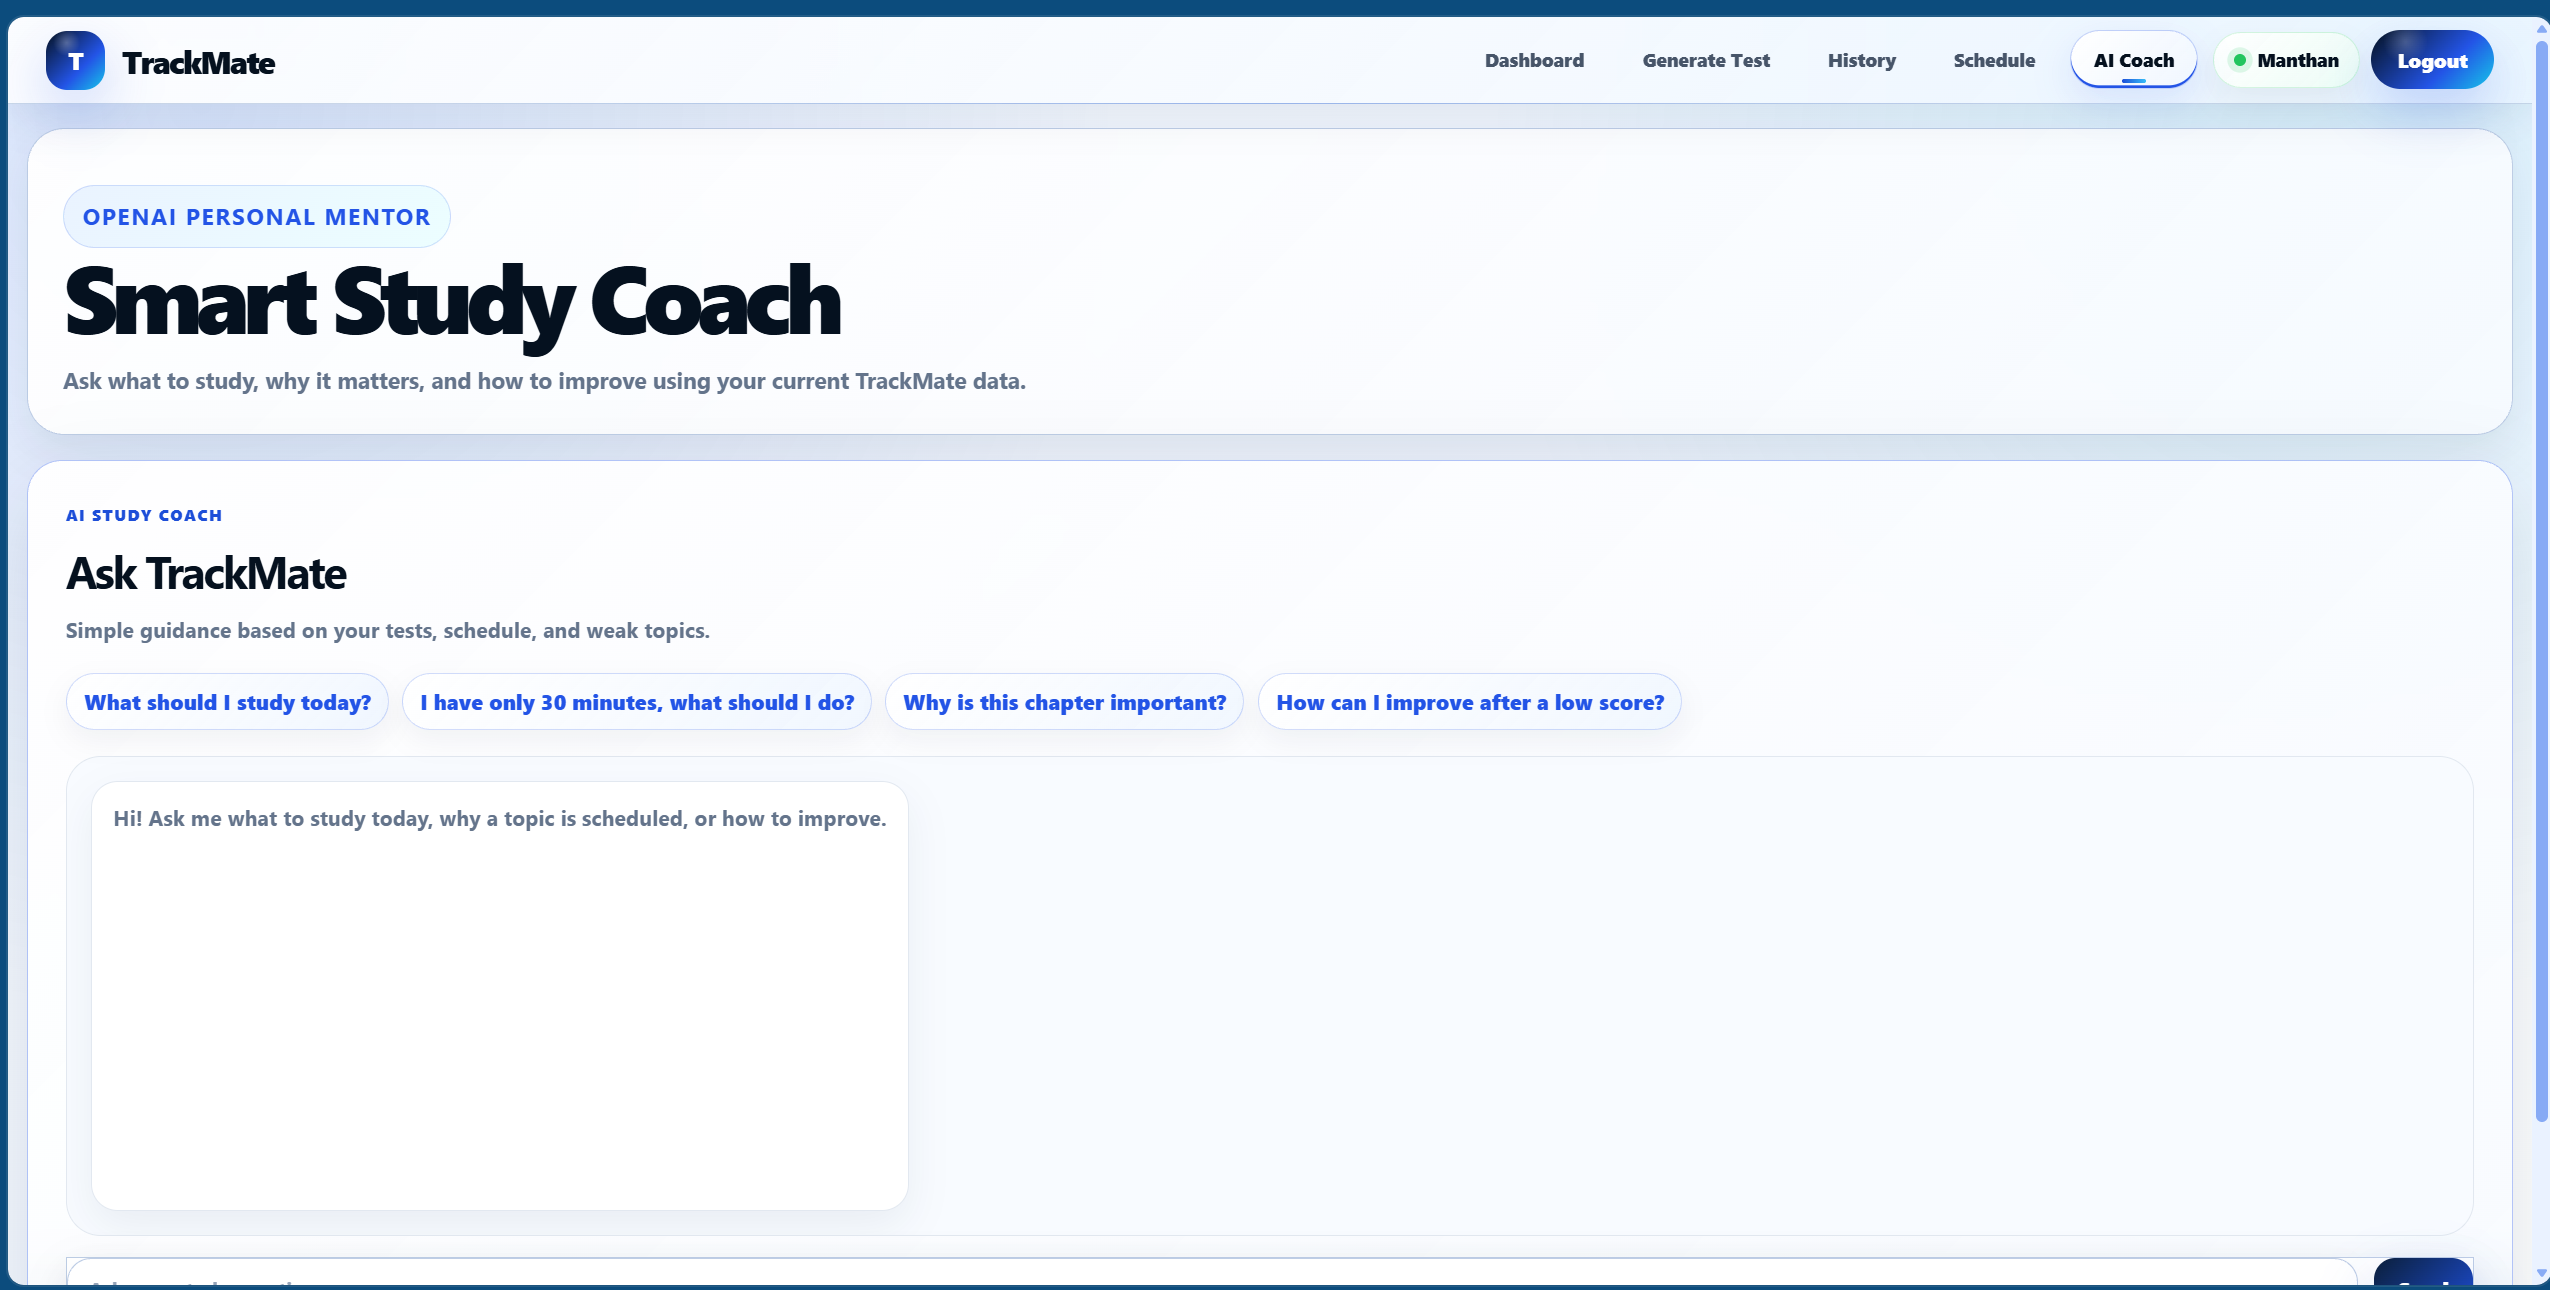 T TrackMate Dashboard Generate Test History Schedule AI Coach Manthan Logout
OPENAI PERSONAL MENTOR
Smart Study Coach
Ask what to study, why it matters, and how to improve using your current TrackMate data.
AI STUDY COACH
Ask TrackMate
Simple guidance based on your tests, schedule, and weak topics.
What should I study today? I have only 30 minutes, what should I do? Why is this chapter important? How can I improve after a low score?
Hi! Ask me what to study today, why a topic is scheduled, or how to improve.